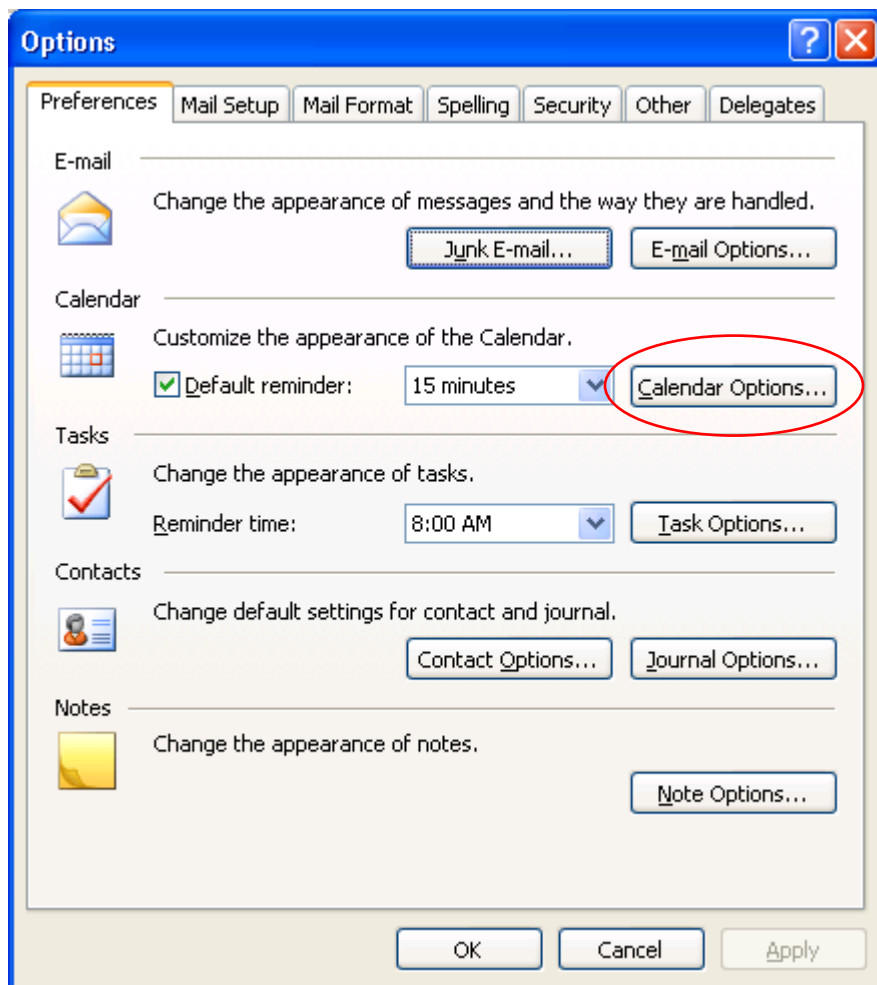 Options
Preferences Mail Setup Mail Format Spelling Security Other Delegates
E-mail
Change the appearance of messages and the way they are handled.
Junk E-mail... E-mail Options...
Calendar
Customize the appearance of the Calendar.
Default reminder: 15 minutes Calendar Options...
Tasks
Change the appearance of tasks.
Reminder time: 8:00 AM Task Options...
Contacts
Change default settings for contact and journal.
Contact Options... Journal Options...
Notes
Change the appearance of notes.
Note Options...
OK Cancel Apply